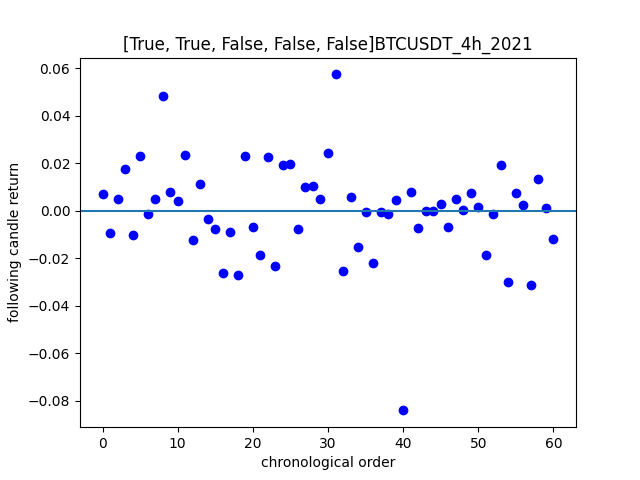 [True, True, False, False, False]BTCUSDT_4h_2021
0.06
0.04
0.02
0.00
−0.02
−0.04
−0.06
−0.08
following candle return
0 10 20 30 40 50 60
chronological order